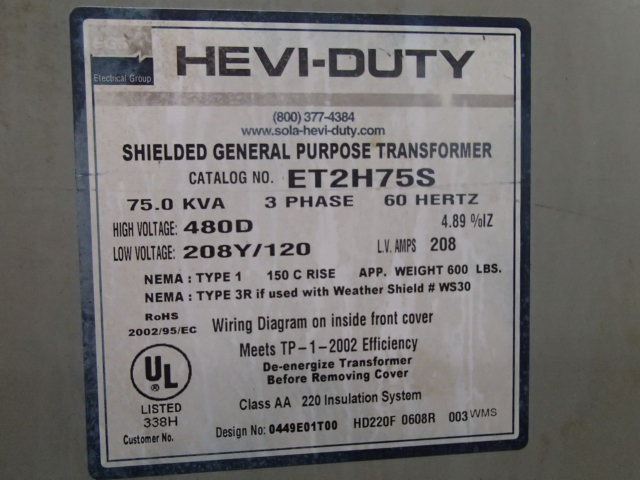 Electrical Group
HEVI-DUTY
(800) 377-4384
www.sola-hevi-duty.com
SHIELDED GENERAL PURPOSE TRANSFORMER
CATALOG NO. ET2H75S
75.0 KVA 3 PHASE 60 HERTZ
HIGH VOLTAGE: 480D 4.89 %IZ
LOW VOLTAGE: 208Y/120 L.V. AMPS 208
NEMA : TYPE 1 150 C RISE APP. WEIGHT 600 LBS.
NEMA : TYPE 3R if used with Weather Shield # WS30
RoHS
2002/95/EC
Wiring Diagram on inside front cover
Meets TP-1-2002 Efficiency
De-energize Transformer
Before Removing Cover
UL
LISTED
338H
Class AA 220 Insulation System
Customer No.
Design No: 0449E01T00 HD220F 0608R 003 WMS